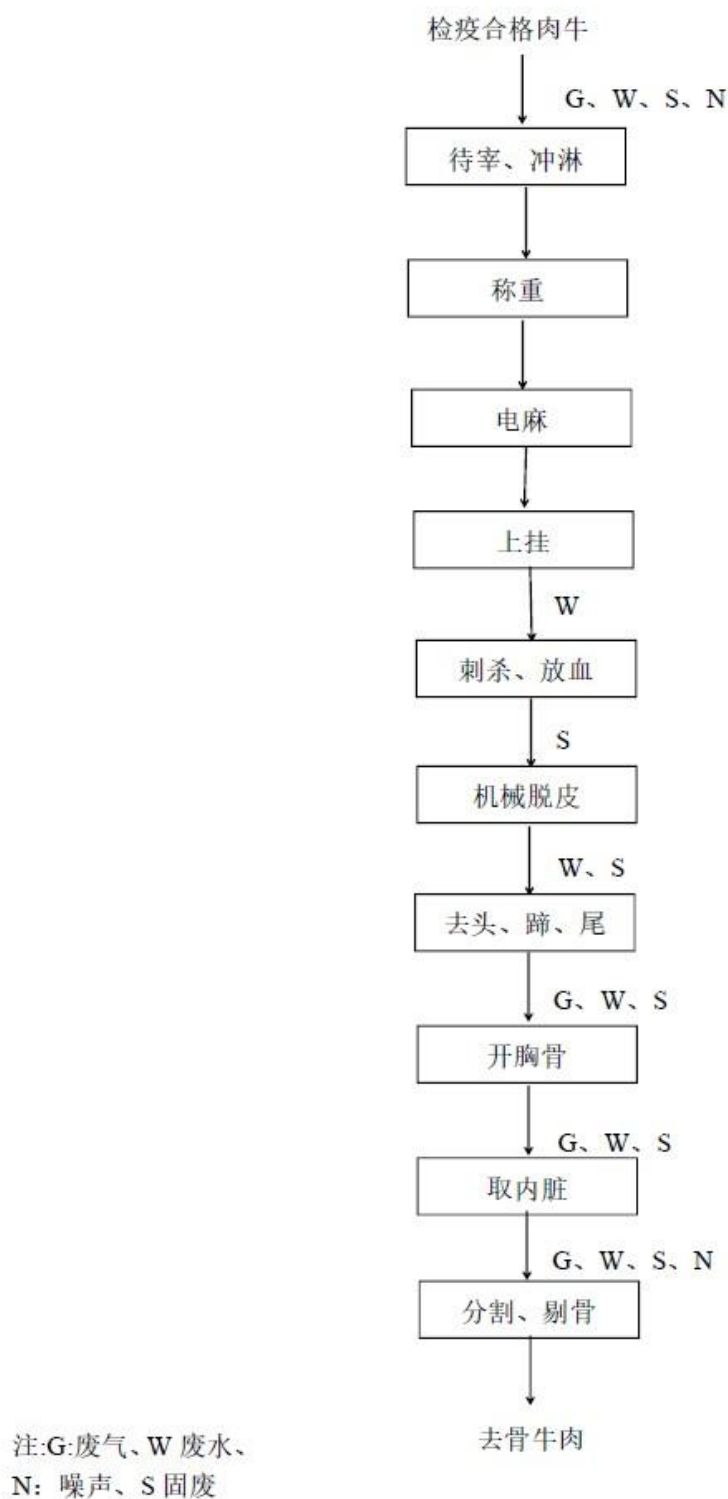 检疫合格肉牛
G、W、S、N
待宰、冲淋
称重
电麻
上挂
W
刺杀、放血
S
机械脱皮
W、S
去头、蹄、尾
G、W、S
开胸骨
G、W、S
取内脏
G、W、S、N
分割、剔骨
去骨牛肉
注:G:废气、W 废水、
N：噪声、S 固废